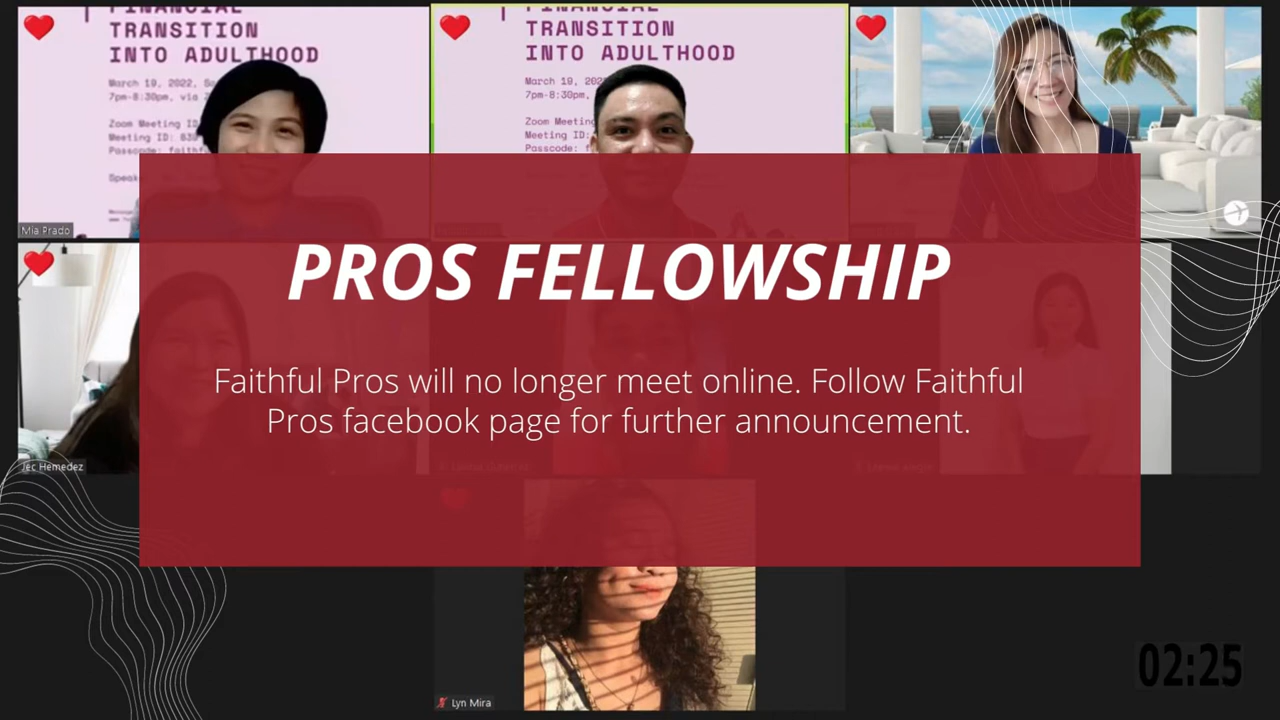 FINANCIAL
TRANSITION
INTO ADULTHOOD
March 19, 2022,
7pm-8:30pm, via
Zoom Meeting ID
Meeting ID:
Passcode:
FINANCIAL
TRANSITION
INTO ADULTHOOD
March 19,
7pm-8:30pm,
Zoom
Meeting ID:
Passcode:
Mia Prado
PROS FELLOWSHIP
Faithful Pros will no longer meet online. Follow Faithful
Pros facebook page for further announcement.
Jec Hemedez
Lyn Mira
02:25